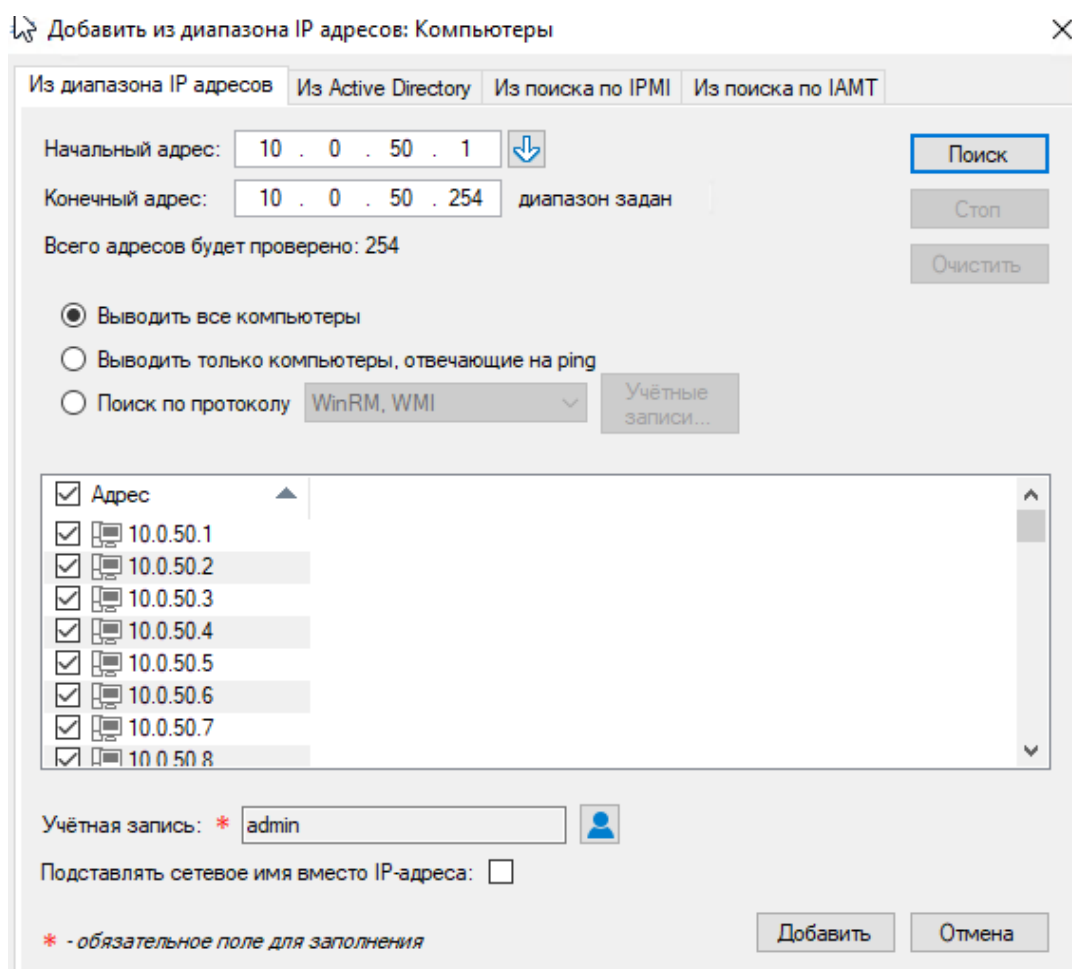 Добавить из диапазона IP адресов: Компьютеры
Из диапазона IP адресов Из Active Directory Из поиска по IPMI Из поиска по IAMT
Начальный адрес: 10 . 0 . 50 . 1 Поиск
Конечный адрес: 10 . 0 . 50 . 254 диапазон задан Стоп
Всего адресов будет проверено: 254 Очистить
Выводить все компьютеры
Выводить только компьютеры, отвечающие на ping
Поиск по протоколу WinRM, WMI Учётные записи...
Адрес
10.0.50.1
10.0.50.2
10.0.50.3
10.0.50.4
10.0.50.5
10.0.50.6
10.0.50.7
10.0.50.8
Учётная запись: * admin
Подставлять сетевое имя вместо IP-адреса:
* - обязательное поле для заполнения Добавить Отмена